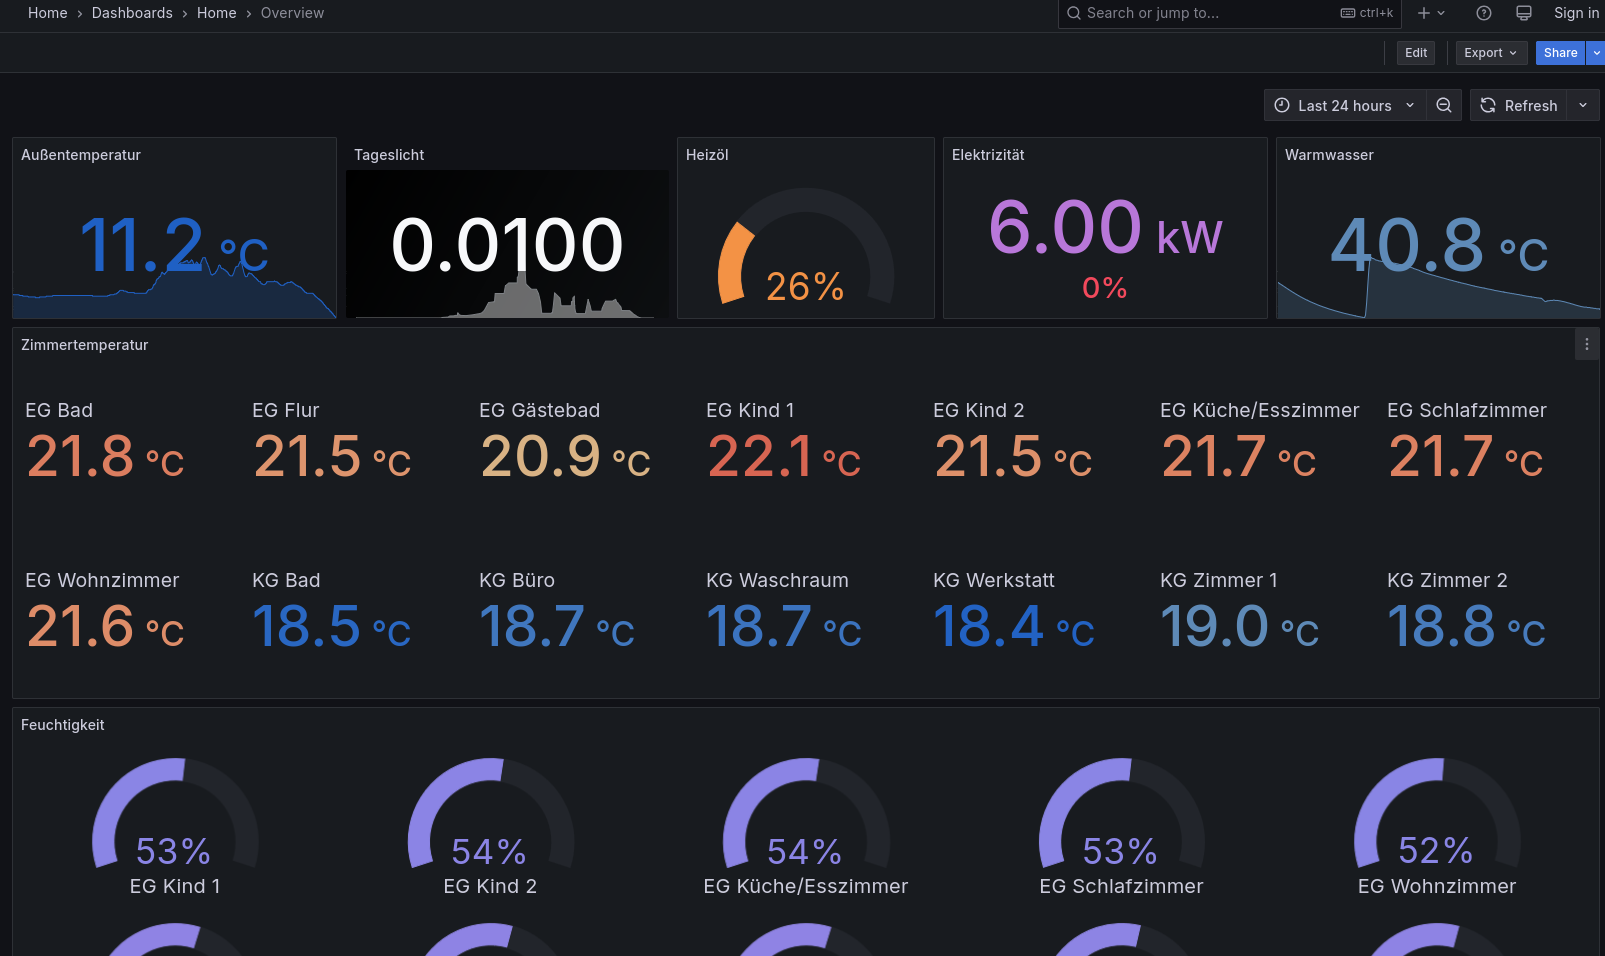 Home › Dashboards › Home › Overview
Search or jump to... ctrl+k
Sign in
Edit Export Share
Last 24 hours Refresh
Außentemperatur
11.2 °C
Tageslicht
0.0100
Heizöl
26%
Elektrizität
6.00 kW
0%
Warmwasser
40.8 °C
Zimmertemperatur
EG Bad
21.8 °C
EG Flur
21.5 °C
EG Gästebad
20.9 °C
EG Kind 1
22.1 °C
EG Kind 2
21.5 °C
EG Küche/Esszimmer
21.7 °C
EG Schlafzimmer
21.7 °C
EG Wohnzimmer
21.6 °C
KG Bad
18.5 °C
KG Büro
18.7 °C
KG Waschraum
18.7 °C
KG Werkstatt
18.4 °C
KG Zimmer 1
19.0 °C
KG Zimmer 2
18.8 °C
Feuchtigkeit
53%
EG Kind 1
54%
EG Kind 2
54%
EG Küche/Esszimmer
53%
EG Schlafzimmer
52%
EG Wohnzimmer